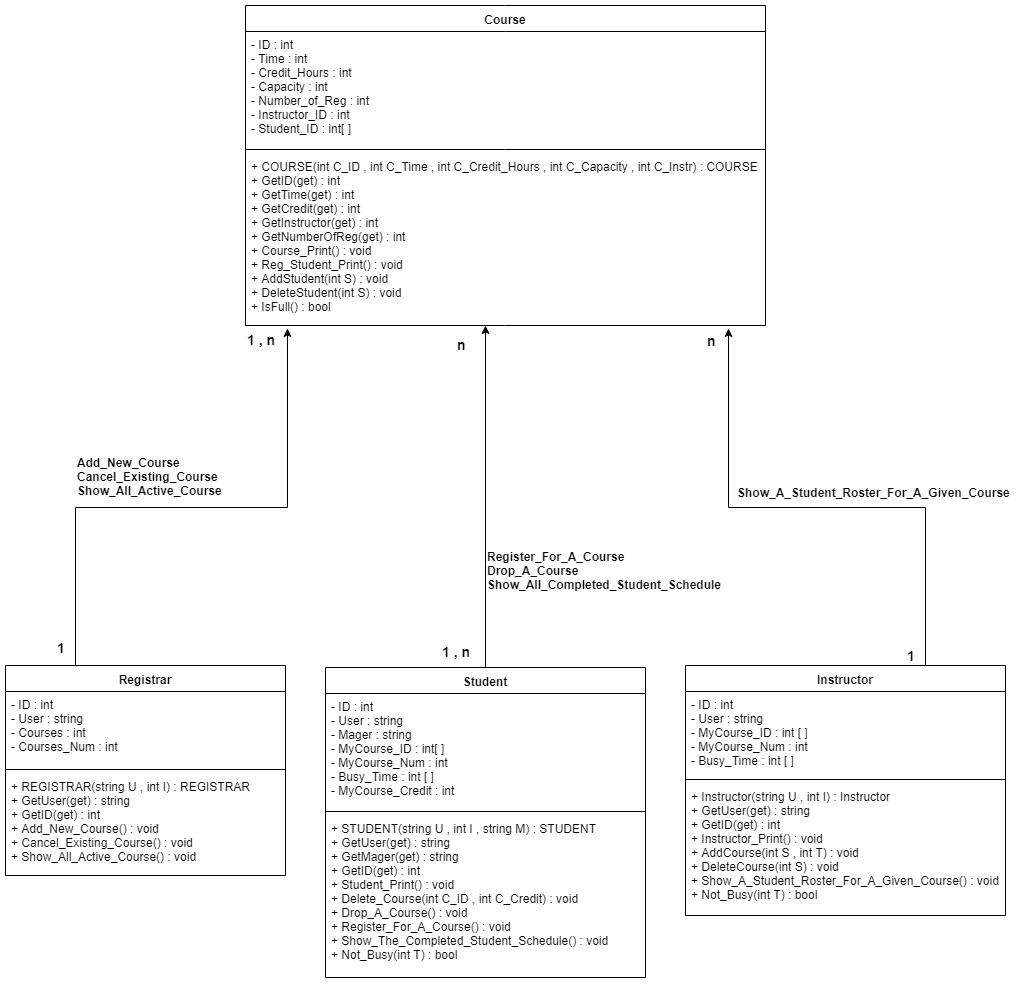 Course
- ID : int
- Time : int
- Credit_Hours : int
- Capacity : int
- Number_of_Reg : int
- Instructor_ID : int
- Student_ID : int[ ]
+ COURSE(int C_ID , int C_Time , int C_Credit_Hours , int C_Capacity , int C_Instr) : COURSE
+ GetID(get) : int
+ GetTime(get) : int
+ GetCredit(get) : int
+ GetInstructor(get) : int
+ GetNumberOfReg(get) : int
+ Course_Print() : void
+ Reg_Student_Print() : void
+ AddStudent(int S) : void
+ DeleteStudent(int S) : void
+ IsFull() : bool
1 , n
n
n
Add_New_Course
Cancel_Existing_Course
Show_All_Active_Course
Show_A_Student_Roster_For_A_Given_Course
Register_For_A_Course
Drop_A_Course
Show_All_Completed_Student_Schedule
1
1 , n
1
Registrar
- ID : int
- User : string
- Courses : int
- Courses_Num : int
+ REGISTRAR(string U , int I) : REGISTRAR
+ GetUser(get) : string
+ GetID(get) : int
+ Add_New_Course() : void
+ Cancel_Existing_Course() : void
+ Show_All_Active_Course() : void
Student
- ID : int
- User : string
- Mager : string
- MyCourse_ID : int[ ]
- MyCourse_Num : int
- Busy_Time : int [ ]
- MyCourse_Credit : int
+ STUDENT(string U , int I , string M) : STUDENT
+ GetUser(get) : string
+ GetMager(get) : string
+ GetID(get) : int
+ Student_Print() : void
+ Delete_Course(int C_ID , int C_Credit) : void
+ Drop_A_Course() : void
+ Register_For_A_Course() : void
+ Show_The_Completed_Student_Schedule() : void
+ Not_Busy(int T) : bool
Instructor
- ID : int
- User : string
- MyCourse_ID : int [ ]
- MyCourse_Num : int
- Busy_Time : int [ ]
+ Instructor(string U , int I) : Instructor
+ GetUser(get) : string
+ GetID(get) : int
+ Instructor_Print() : void
+ AddCourse(int S , int T) : void
+ DeleteCourse(int S) : void
+ Show_A_Student_Roster_For_A_Given_Course() : void
+ Not_Busy(int T) : bool